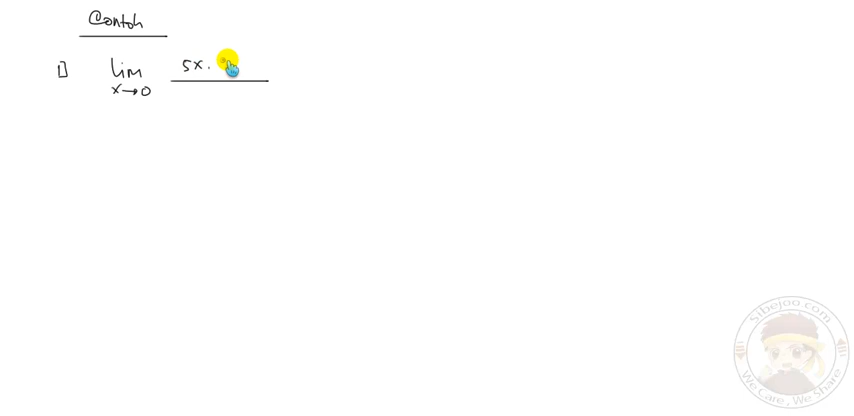 Contoh
1] lim 5x.
x→0
Sibejoo.com
We Care, We Share